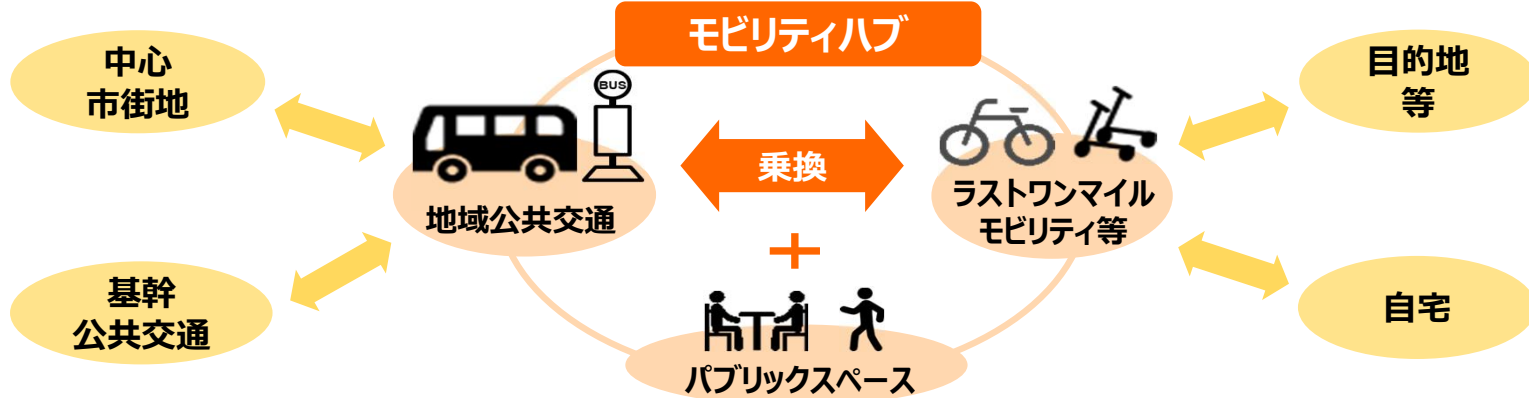 モビリティハブ
中心
市街地
BUS
目的地
等
乗換
地域公共交通
ラストワンマイル
モビリティ等
基幹
公共交通
自宅
パブリックスペース